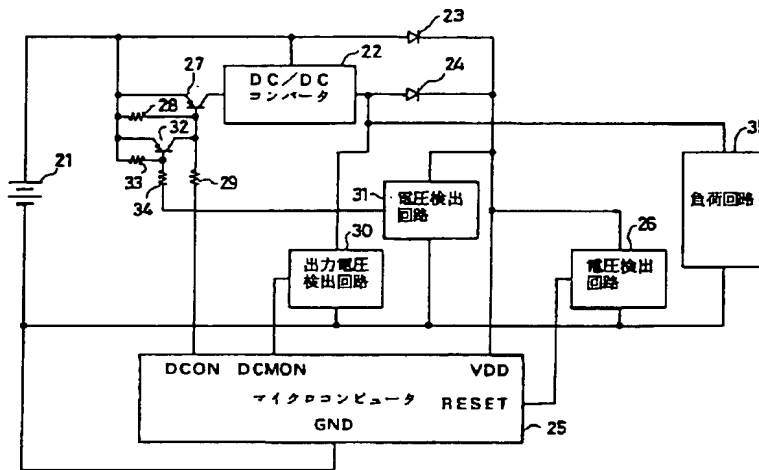 23
22
27
DC/DC
コンバータ
24
28
32
35
21
33
34
29
31
電圧検出
回路
負荷回路
30
26
出力電圧
検出回路
電圧検出
回路
DCON
DCMON
VDD
マイクロコンピュータ
RESET
GND
25